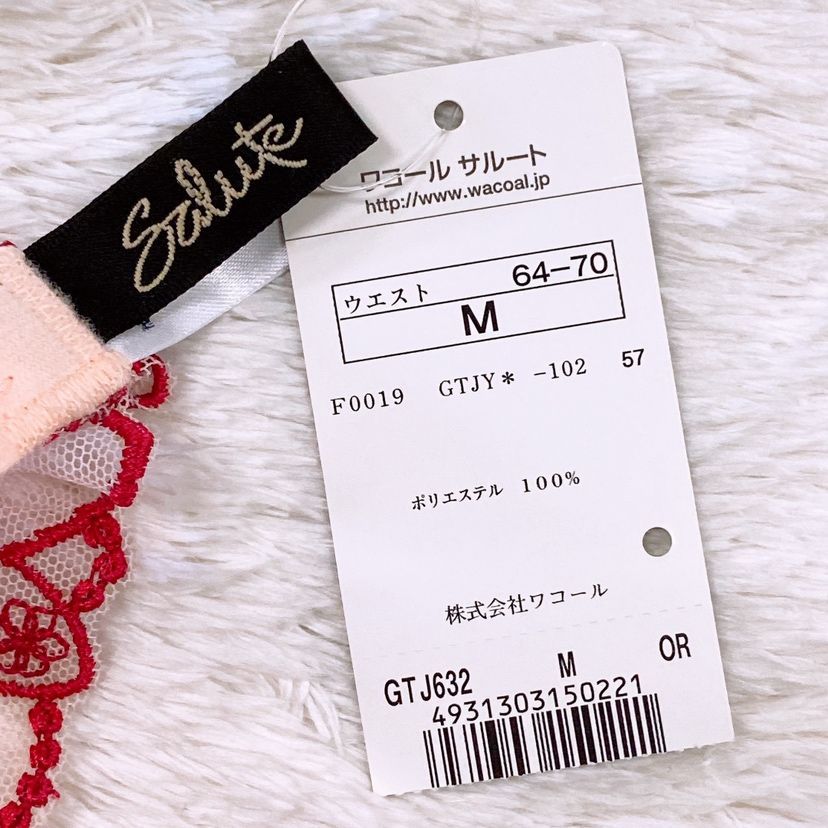 Salute
ワコール サルート
http://www.wacoal.jp
ウエスト 64-70
M
F0019 GTJY* -102 57
ポリエステル 100%
株式会社ワコール
GTJ632 M OR
4931303150221